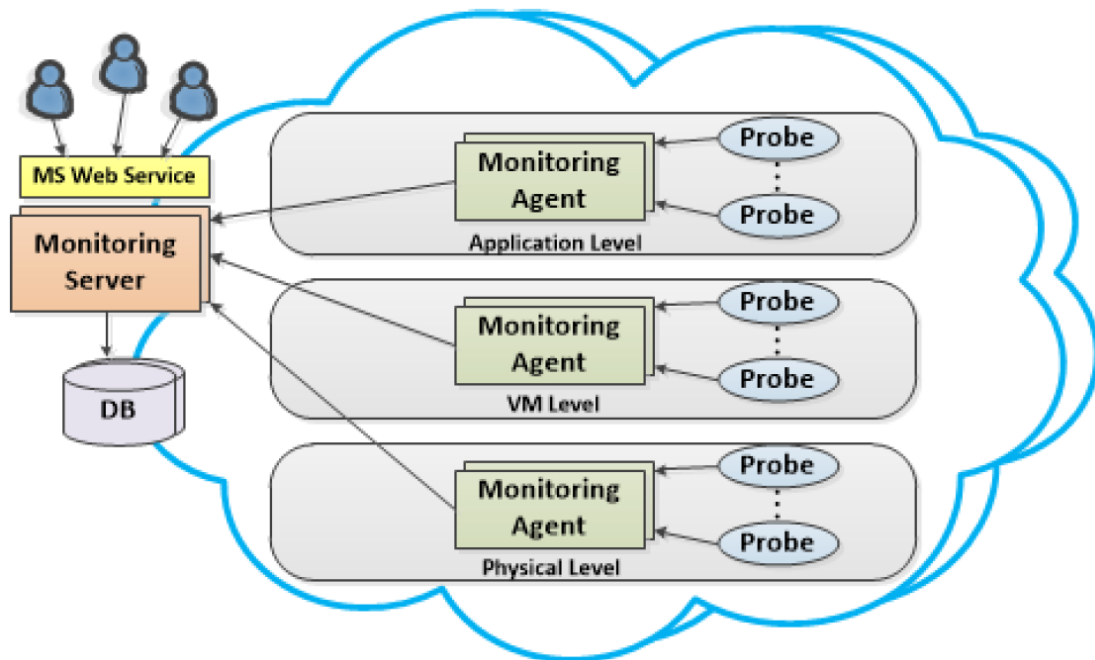 MS Web Service
Monitoring
Server
DB
Monitoring
Agent
Probe
Probe
Application Level
Monitoring
Agent
Probe
Probe
VM Level
Monitoring
Agent
Probe
Probe
Physical Level